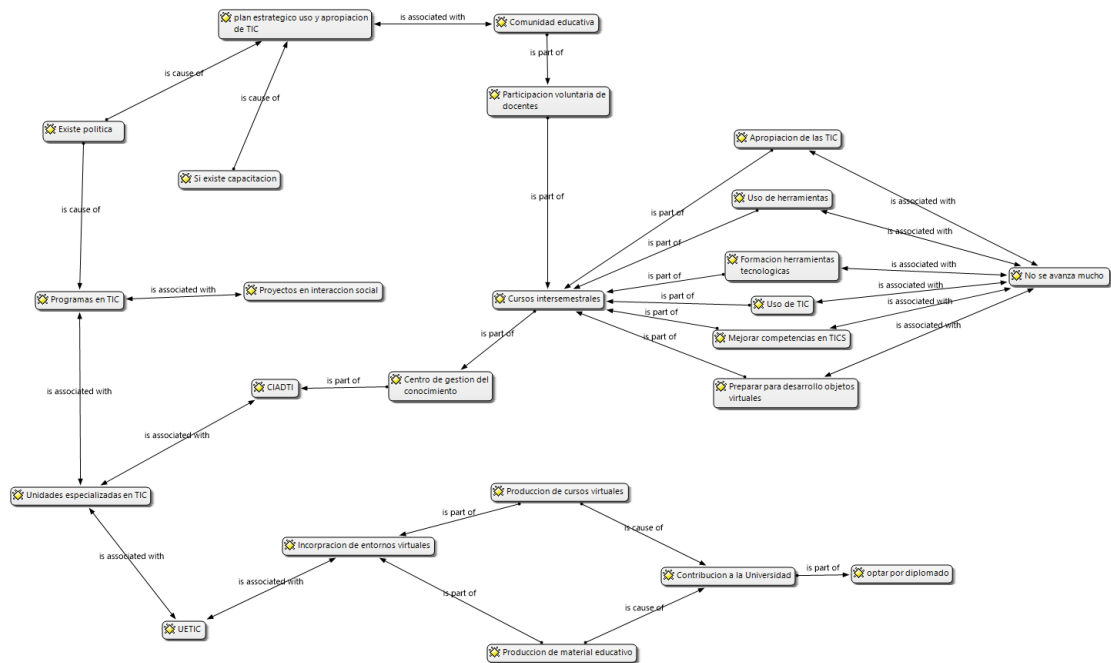 plan estrategico uso y apropiacion
de TIC
is associated with
Comunidad educativa
is part of
is cause of
is cause of
Participacion voluntaria de
docentes
Existe politica
Apropiacion de las TIC
Si existe capacitacion
is part of
Uso de herramientas
is associated with
is cause of
is part of
is associated with
is part of
Formacion herramientas
tecnologicas
is associated with
No se avanza mucho
is part of
Programas en TIC
is associated with
Proyectos en interaccion social
Cursos intersemestrales
is part of
Uso de TIC
is associated with
is associated with
is part of
is part of
Mejorar competencias en TICS
is associated with
is part of
CIADTI
is part of
Centro de gestion del
conocimiento
Preparar para desarrollo objetos
virtuales
is associated with
is associated with
Unidades especializadas en TIC
Produccion de cursos virtuales
is part of
is cause of
is associated with
Incorpracion de entornos virtuales
is associated with
is part of
Contribucion a la Universidad
is part of
optar por diplomado
is cause of
UETIC
Produccion de material educativo